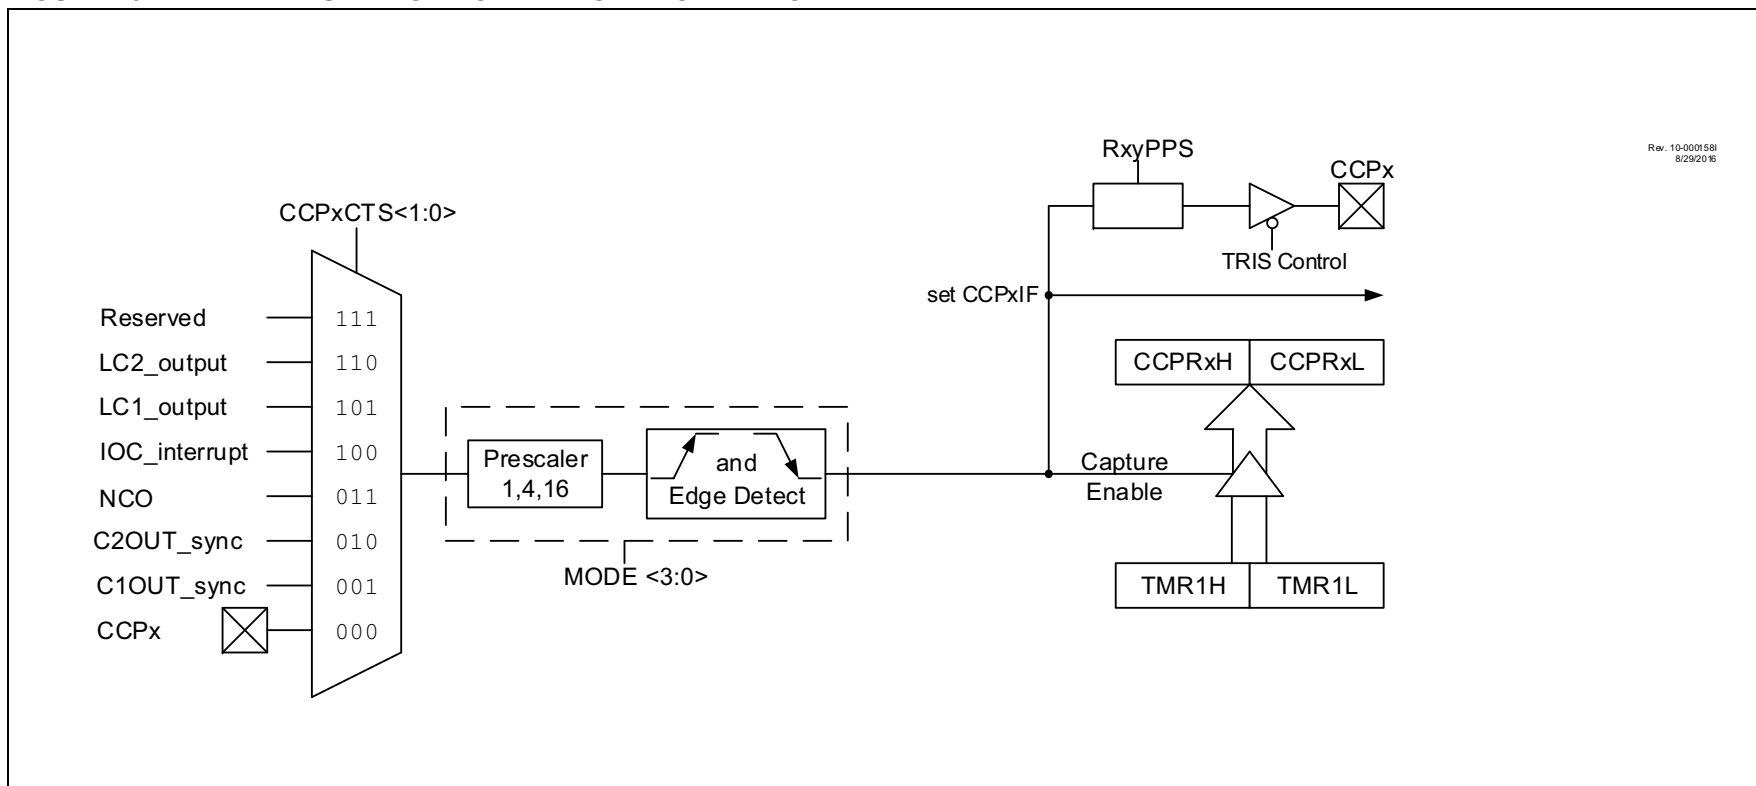 RxyPPS
CCPx
Rev. 10-000158I
8/29/2016
CCPxCTS<1:0>
TRIS Control
set CCPxIF
Reserved 111
LC2_output 110
LC1_output 101
IOC_interrupt 100
NCO 011
C2OUT_sync 010
C1OUT_sync 001
CCPx 000
Prescaler
1,4,16
and
Edge Detect
MODE <3:0>
CCPRxH CCPRxL
Capture
Enable
TMR1H TMR1L